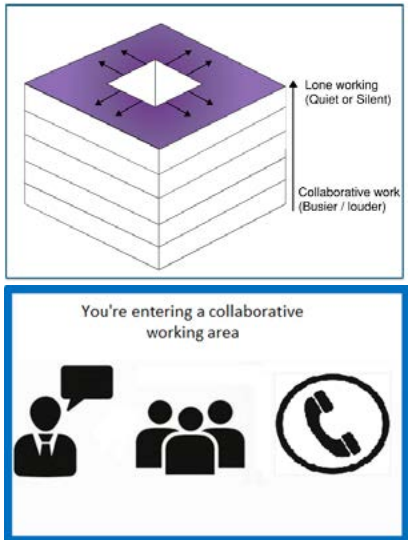 Lone working
(Quiet or Silent)
Collaborative work
(Busier / louder)
You're entering a collaborative
working area